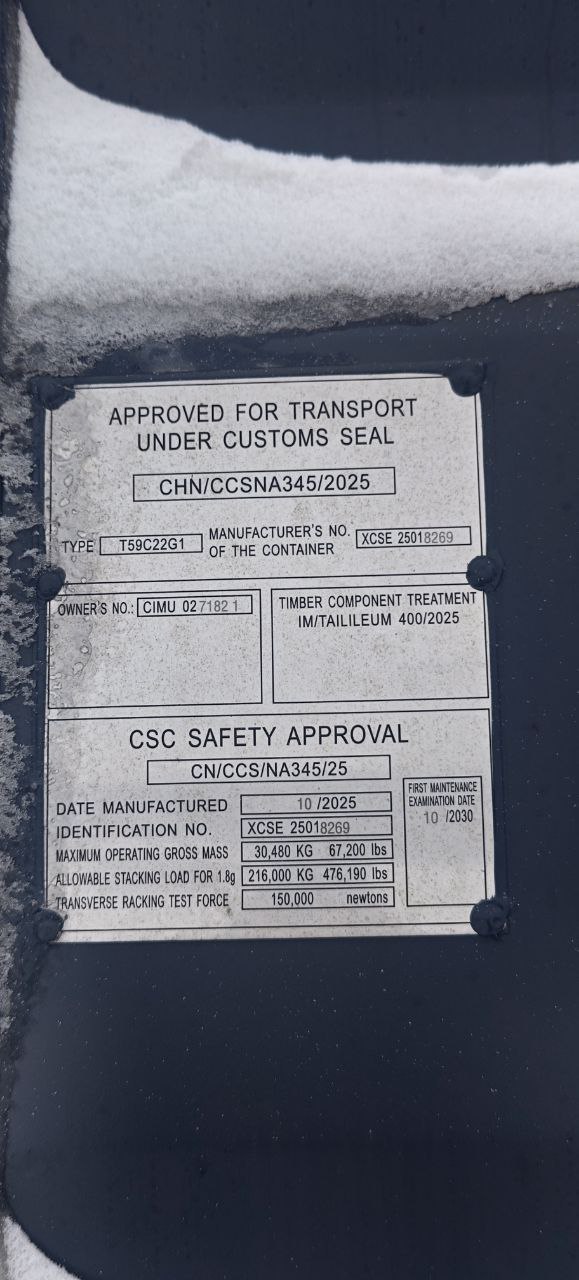 APPROVED FOR TRANSPORT
UNDER CUSTOMS SEAL
CHN/CCSNA345/2025
TYPE T59C22G1 MANUFACTURER'S NO. OF THE CONTAINER XCSE 25018269
OWNER'S NO.: CIMU 027182 1
TIMBER COMPONENT TREATMENT
IM/TAILILEUM 400/2025
CSC SAFETY APPROVAL
CN/CCS/NA345/25
DATE MANUFACTURED 10 /2025
IDENTIFICATION NO. XCSE 25018269
MAXIMUM OPERATING GROSS MASS 30,480 KG 67,200 lbs
ALLOWABLE STACKING LOAD FOR 1.8g 216,000 KG 476,190 lbs
TRANSVERSE RACKING TEST FORCE 150,000 newtons
FIRST MAINTENANCE
EXAMINATION DATE
10 /2030